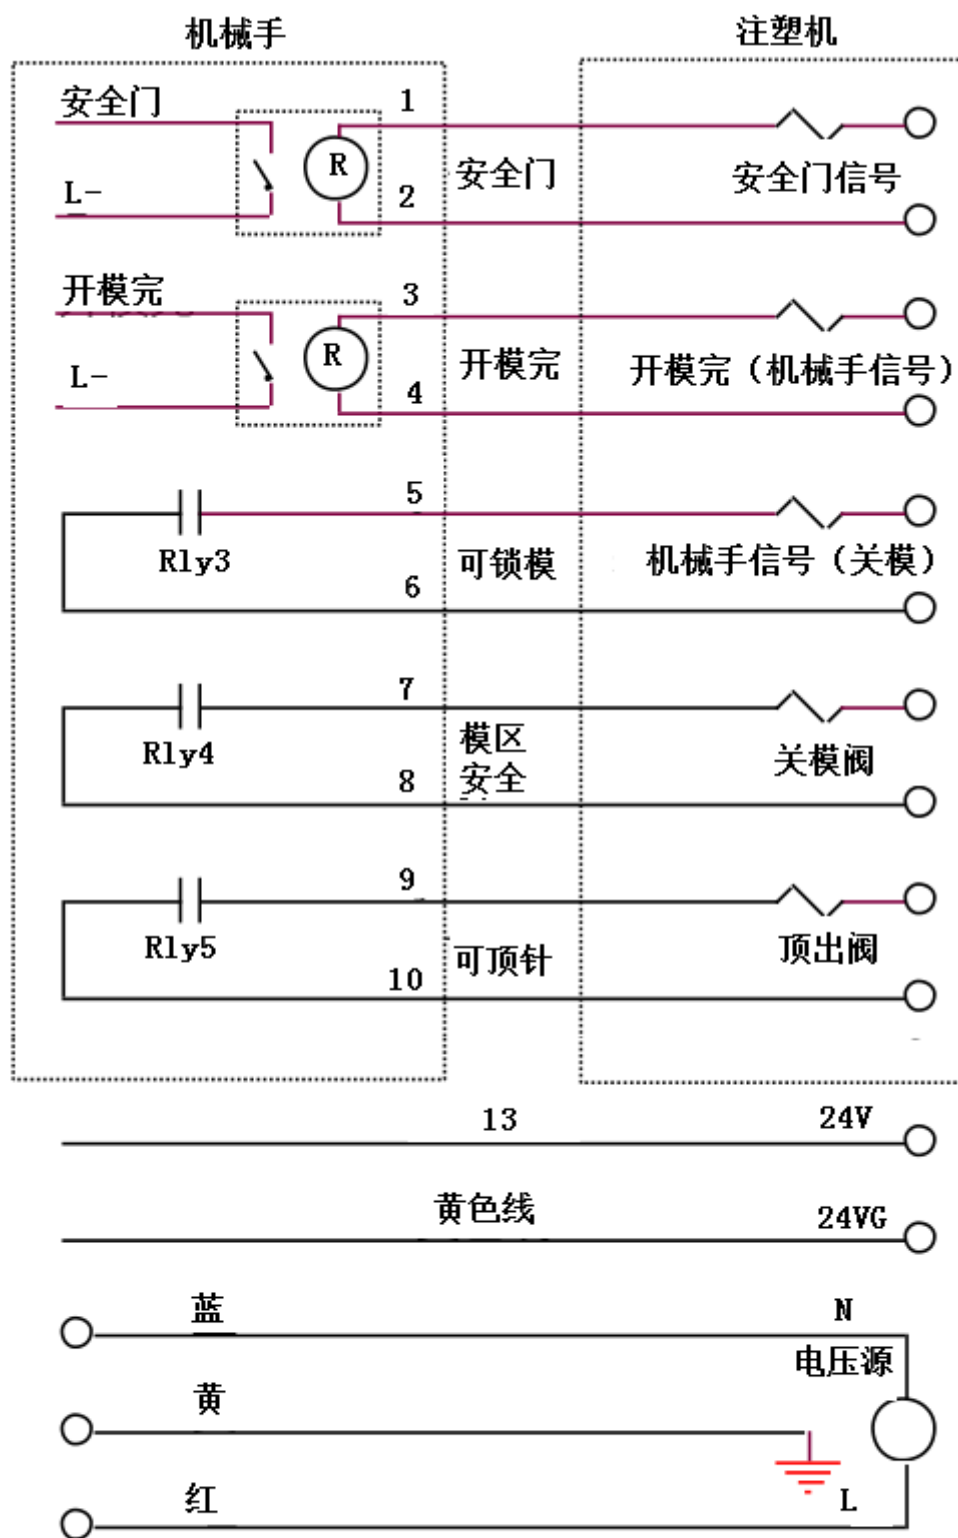 机械手
注塑机
安全门
1
R
安全门
L-
2
安全门信号
开模完
3
R
开模完
L-
4
开模完（机械手信号）
5
Rly3
可锁模
机械手信号（关模）
6
7
Rly4
模区
安全
关模阀
8
9
Rly5
可顶针
顶出阀
10
13
24V
黄色线
24VG
蓝
N
电压源
黄
红
L